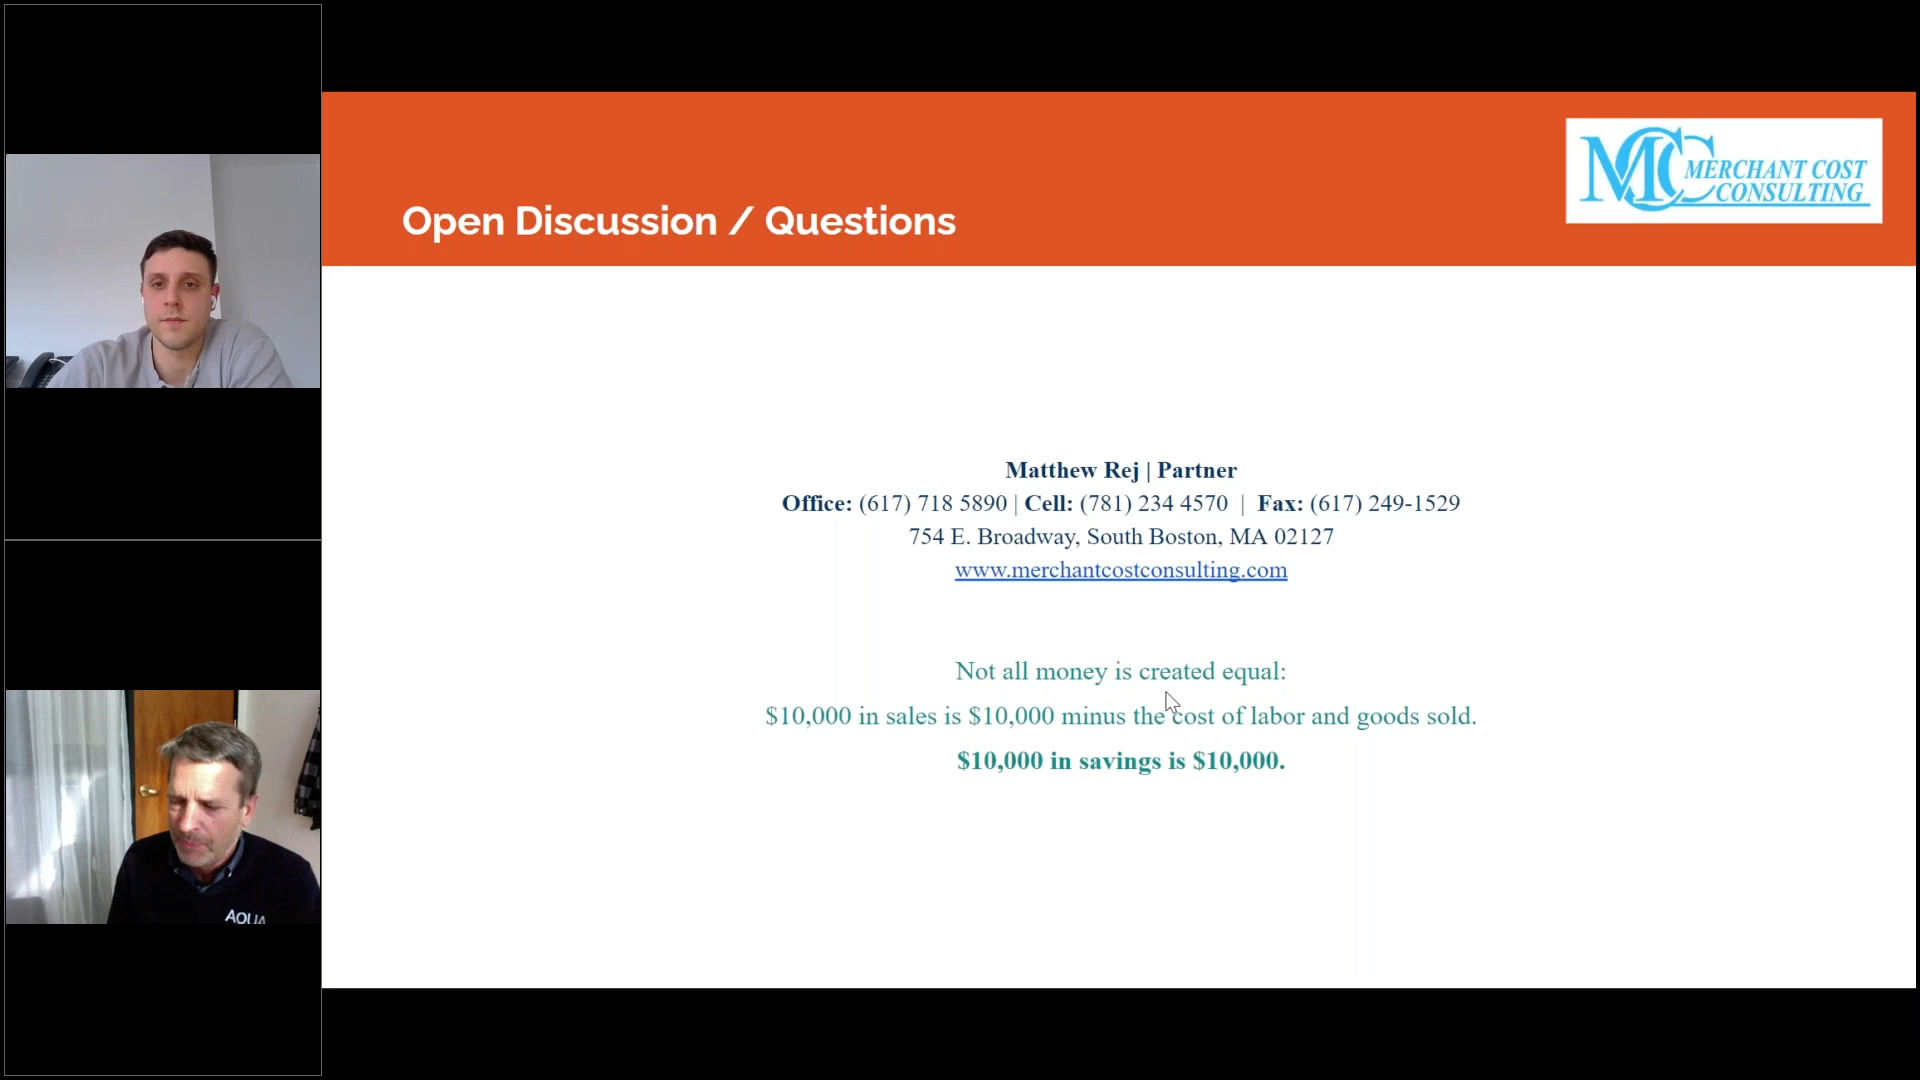 Open Discussion / Questions
MCC MERCHANT COST
CONSULTING
Matthew Rej | Partner
Office: (617) 718 5890 | Cell: (781) 234 4570 | Fax: (617) 249-1529
754 E. Broadway, South Boston, MA 02127
www.merchantcostconsulting.com
Not all money is created equal:
$10,000 in sales is $10,000 minus the cost of labor and goods sold.
$10,000 in savings is $10,000.
AQUA